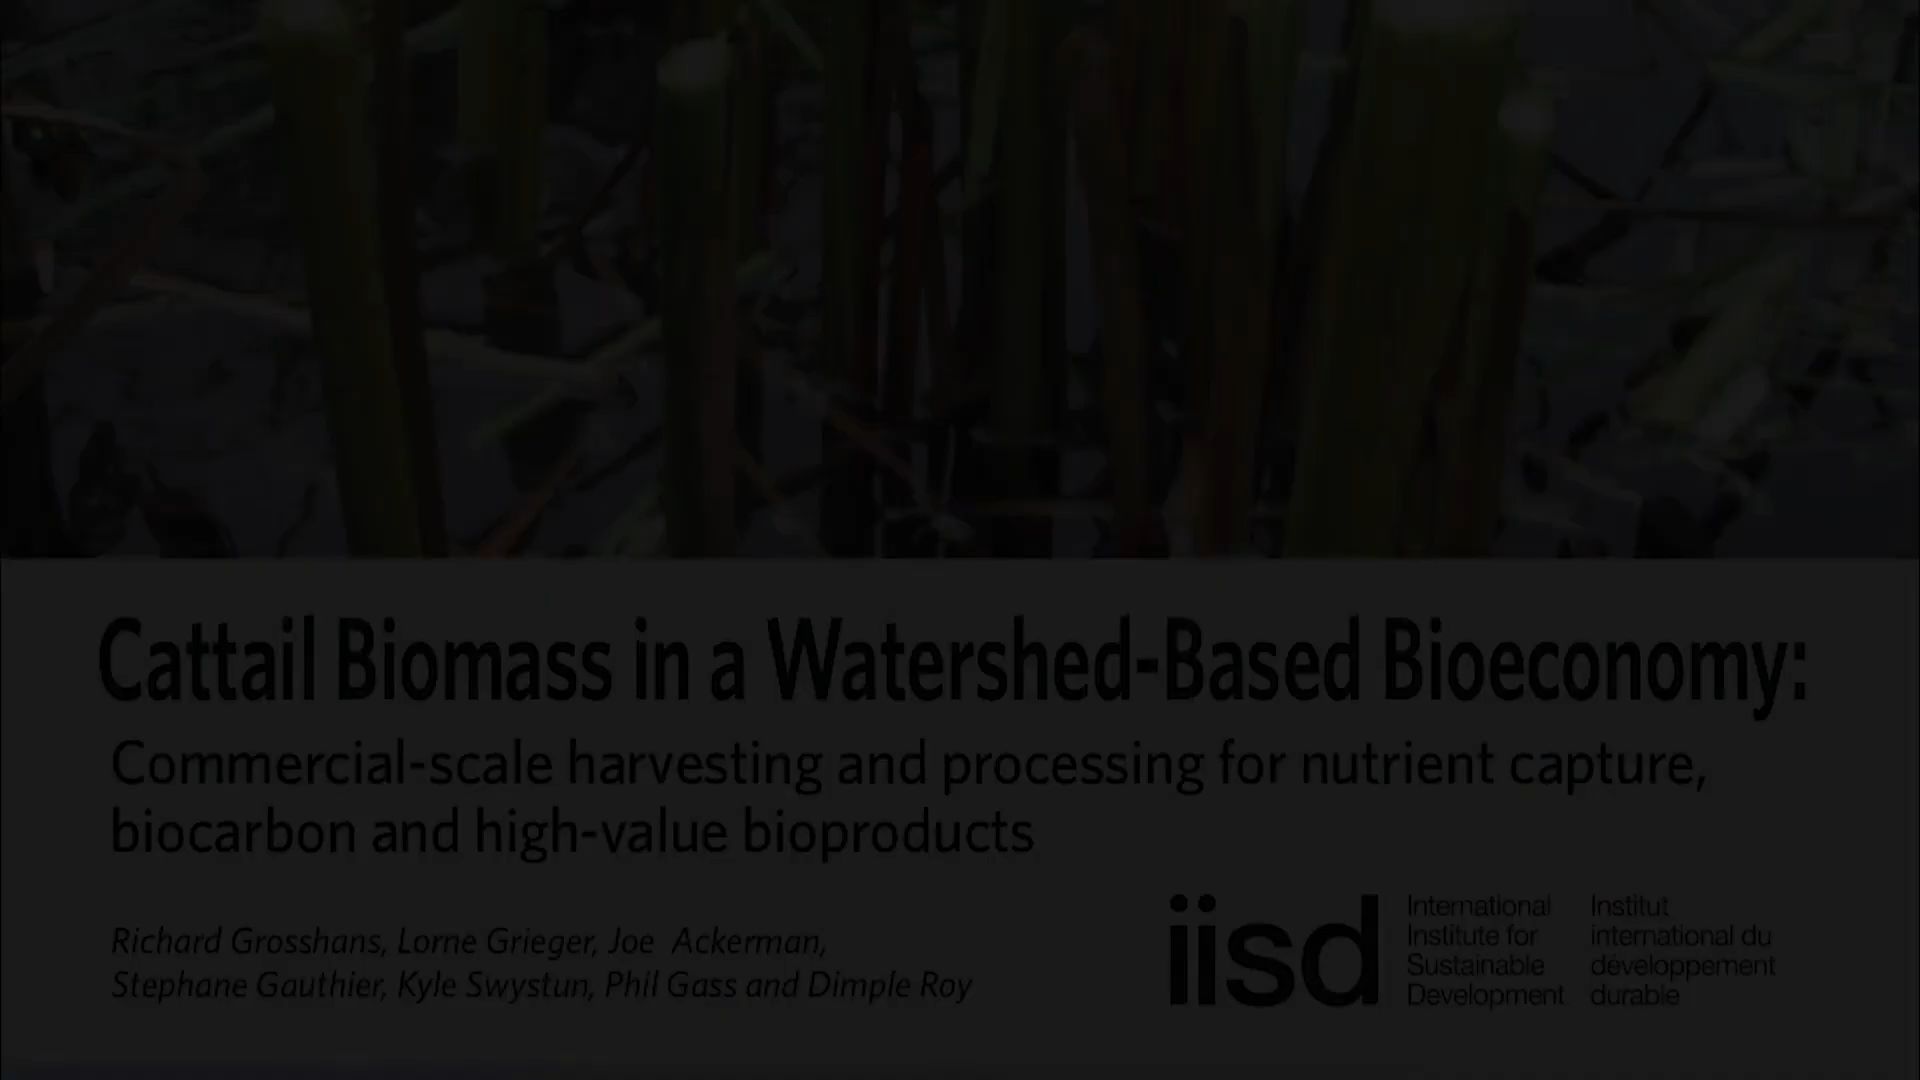 Cattail Biomass in a Watershed-Based Bioeconomy:
Commercial-scale harvesting and processing for nutrient capture,
biocarbon and high-value bioproducts
Richard Grosshans, Lorne Grieger, Joe Ackerman,
Stephane Gauthier, Kyle Swystun, Phil Gass and Dimple Roy
iisd
International
Institute for
Sustainable
Development
Institut
international du
développement
durable